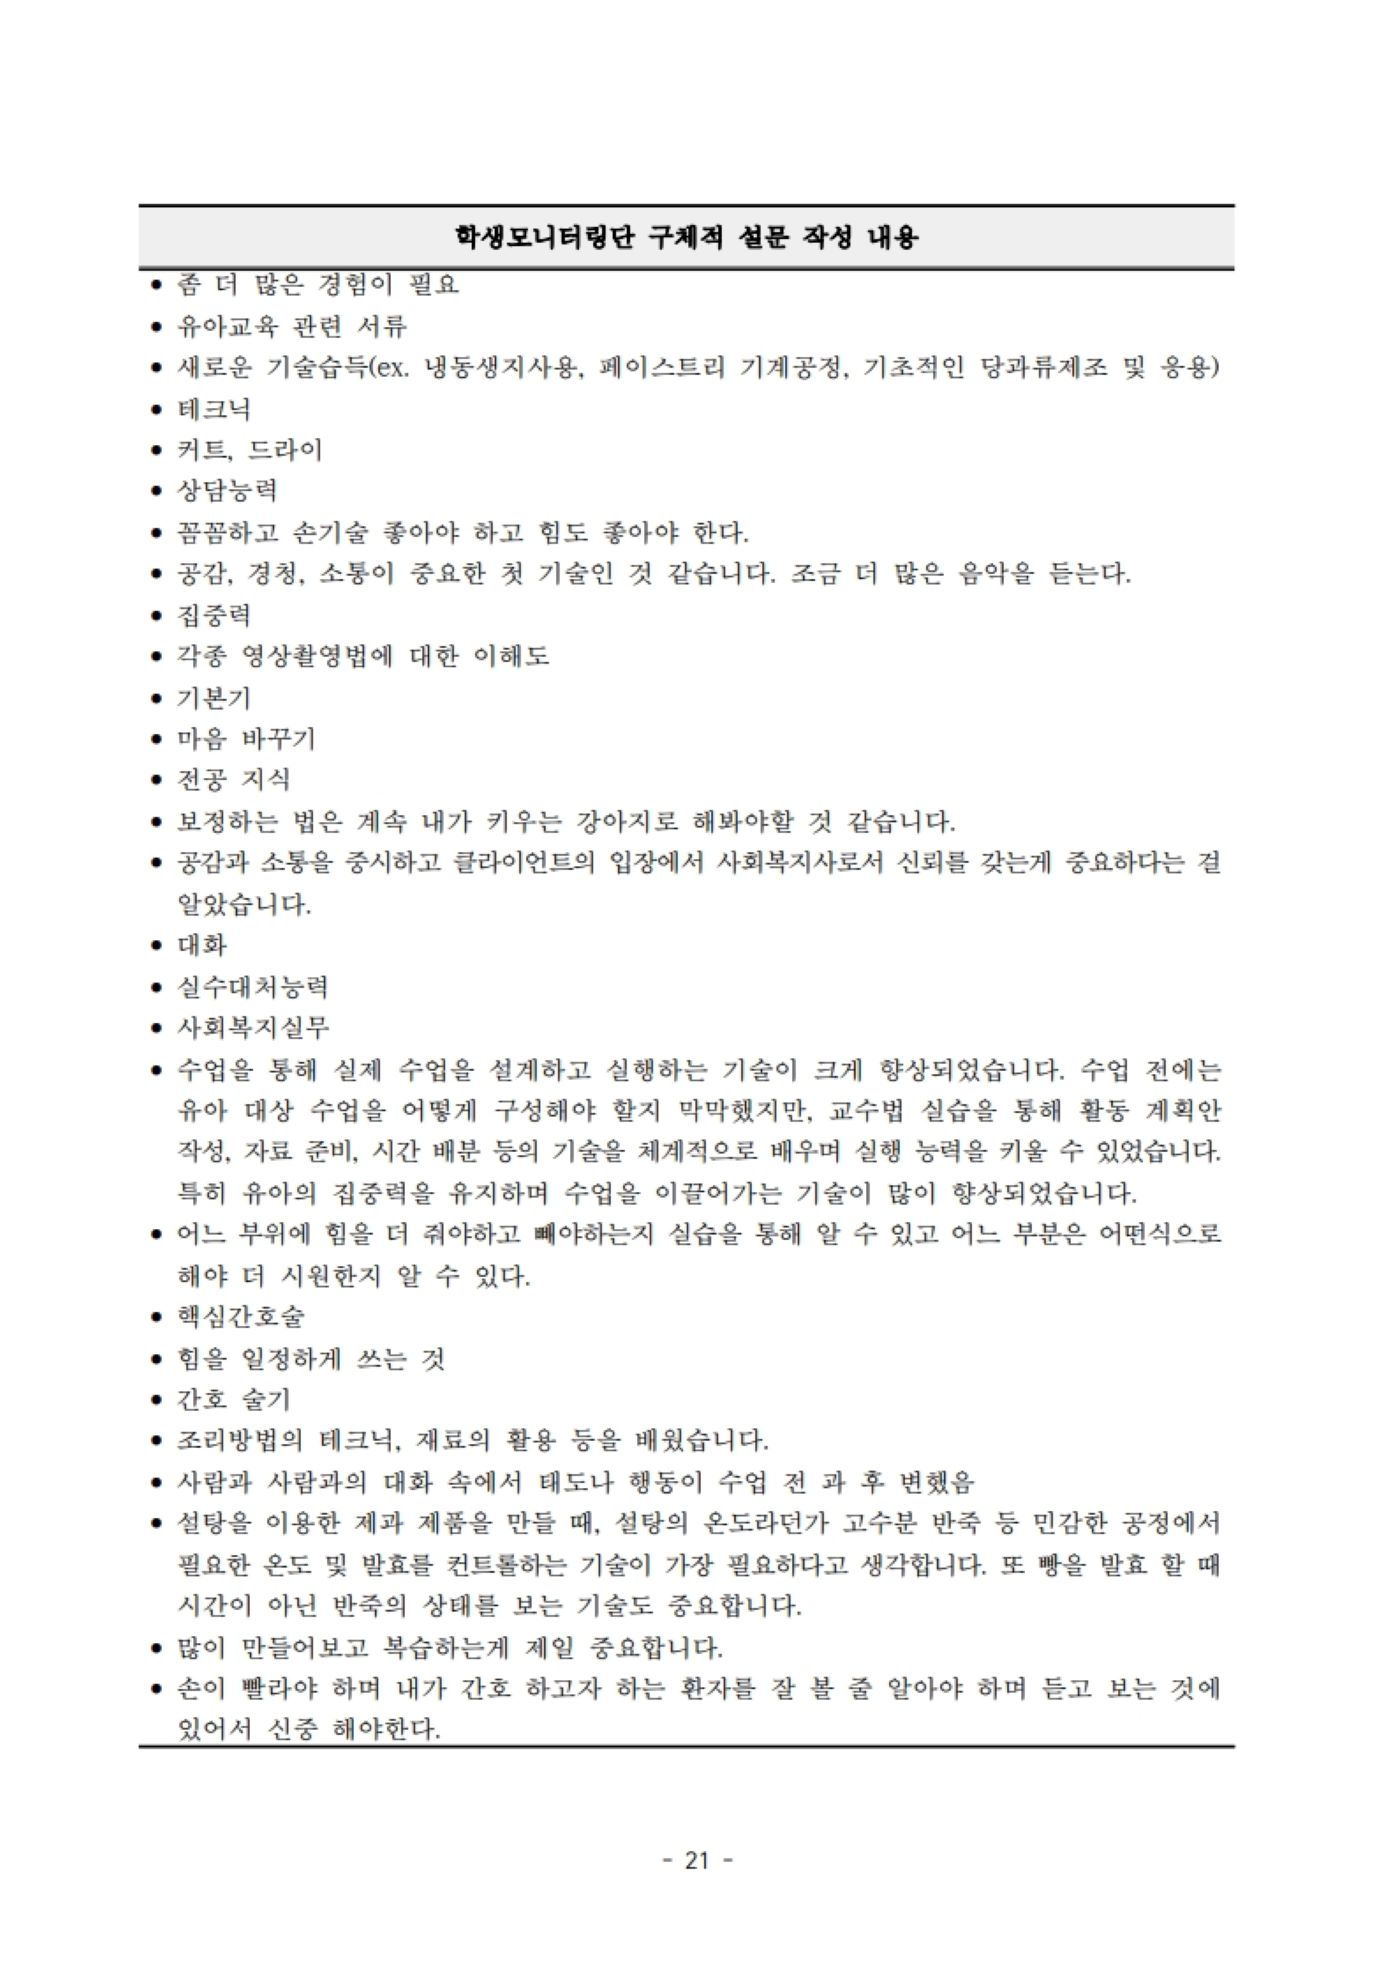 학생모니터링단 구체적 설문 작성 내용
• 좀 더 많은 경험이 필요
• 유아교육 관련 서류
• 새로운 기술습득(ex. 냉동생지사용, 페이스트리 기계공정, 기초적인 당과류제조 및 응용)
• 테크닉
• 커트, 드라이
• 상담능력
• 꼼꼼하고 손기술 좋아야 하고 힘도 좋아야 한다.
• 공감, 경청, 소통이 중요한 첫 기술인 것 같습니다. 조금 더 많은 음악을 듣는다.
• 집중력
• 각종 영상촬영법에 대한 이해도
• 기본기
• 마음 바꾸기
• 전공 지식
• 보정하는 법은 계속 내가 키우는 강아지로 해봐야할 것 같습니다.
• 공감과 소통을 중시하고 클라이언트의 입장에서 사회복지사로서 신뢰를 갖는게 중요하다는 걸
알았습니다.
• 대화
• 실수대처능력
• 사회복지실무
• 수업을 통해 실제 수업을 설계하고 실행하는 기술이 크게 향상되었습니다. 수업 전에는
유아 대상 수업을 어떻게 구성해야 할지 막막했지만, 교수법 실습을 통해 활동 계획안
작성, 자료 준비, 시간 배분 등의 기술을 체계적으로 배우며 실행 능력을 키울 수 있었습니다.
특히 유아의 집중력을 유지하며 수업을 이끌어가는 기술이 많이 향상되었습니다.
• 어느 부위에 힘을 더 줘야하고 빼야하는지 실습을 통해 알 수 있고 어느 부분은 어떤식으로
해야 더 시원한지 알 수 있다.
• 핵심간호술
• 힘을 일정하게 쓰는 것
• 간호 술기
• 조리방법의 테크닉, 재료의 활용 등을 배웠습니다.
• 사람과 사람과의 대화 속에서 태도나 행동이 수업 전 과 후 변했음
• 설탕을 이용한 제과 제품을 만들 때, 설탕의 온도라던가 고수분 반죽 등 민감한 공정에서
필요한 온도 및 발효를 컨트롤하는 기술이 가장 필요하다고 생각합니다. 또 빵을 발효 할 때
시간이 아닌 반죽의 상태를 보는 기술도 중요합니다.
• 많이 만들어보고 복습하는게 제일 중요합니다.
• 손이 빨라야 하며 내가 간호 하고자 하는 환자를 잘 볼 줄 알아야 하며 듣고 보는 것에
있어서 신중 해야한다.
- 21 -